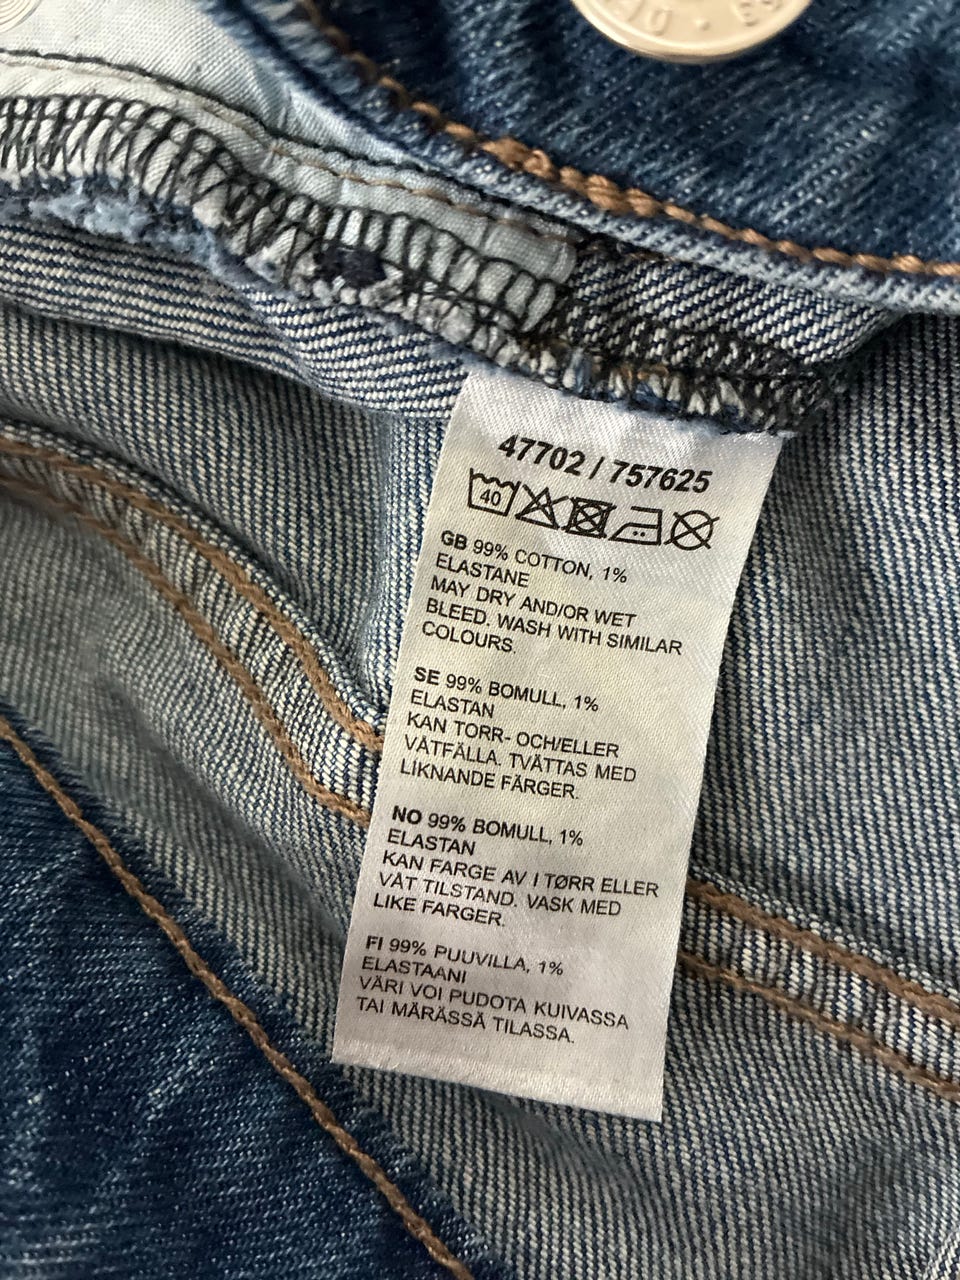 47702 / 757625
40
GB 99% COTTON, 1%
ELASTANE
MAY DRY AND/OR WET
BLEED. WASH WITH SIMILAR
COLOURS.
SE 99% BOMULL, 1%
ELASTAN
KAN TORR- OCH/ELLER
VÅTFÄLLA. TVÄTTAS MED
LIKNANDE FÄRGER.
NO 99% BOMULL, 1%
ELASTAN
KAN FARGE AV I TØRR ELLER
VÅT TILSTAND. VASK MED
LIKE FARGER.
FI 99% PUUVILLA, 1%
ELASTAANI
VÄRI VOI PUDOTA KUIVASSA
TAI MÄRÄSSÄ TILASSA.